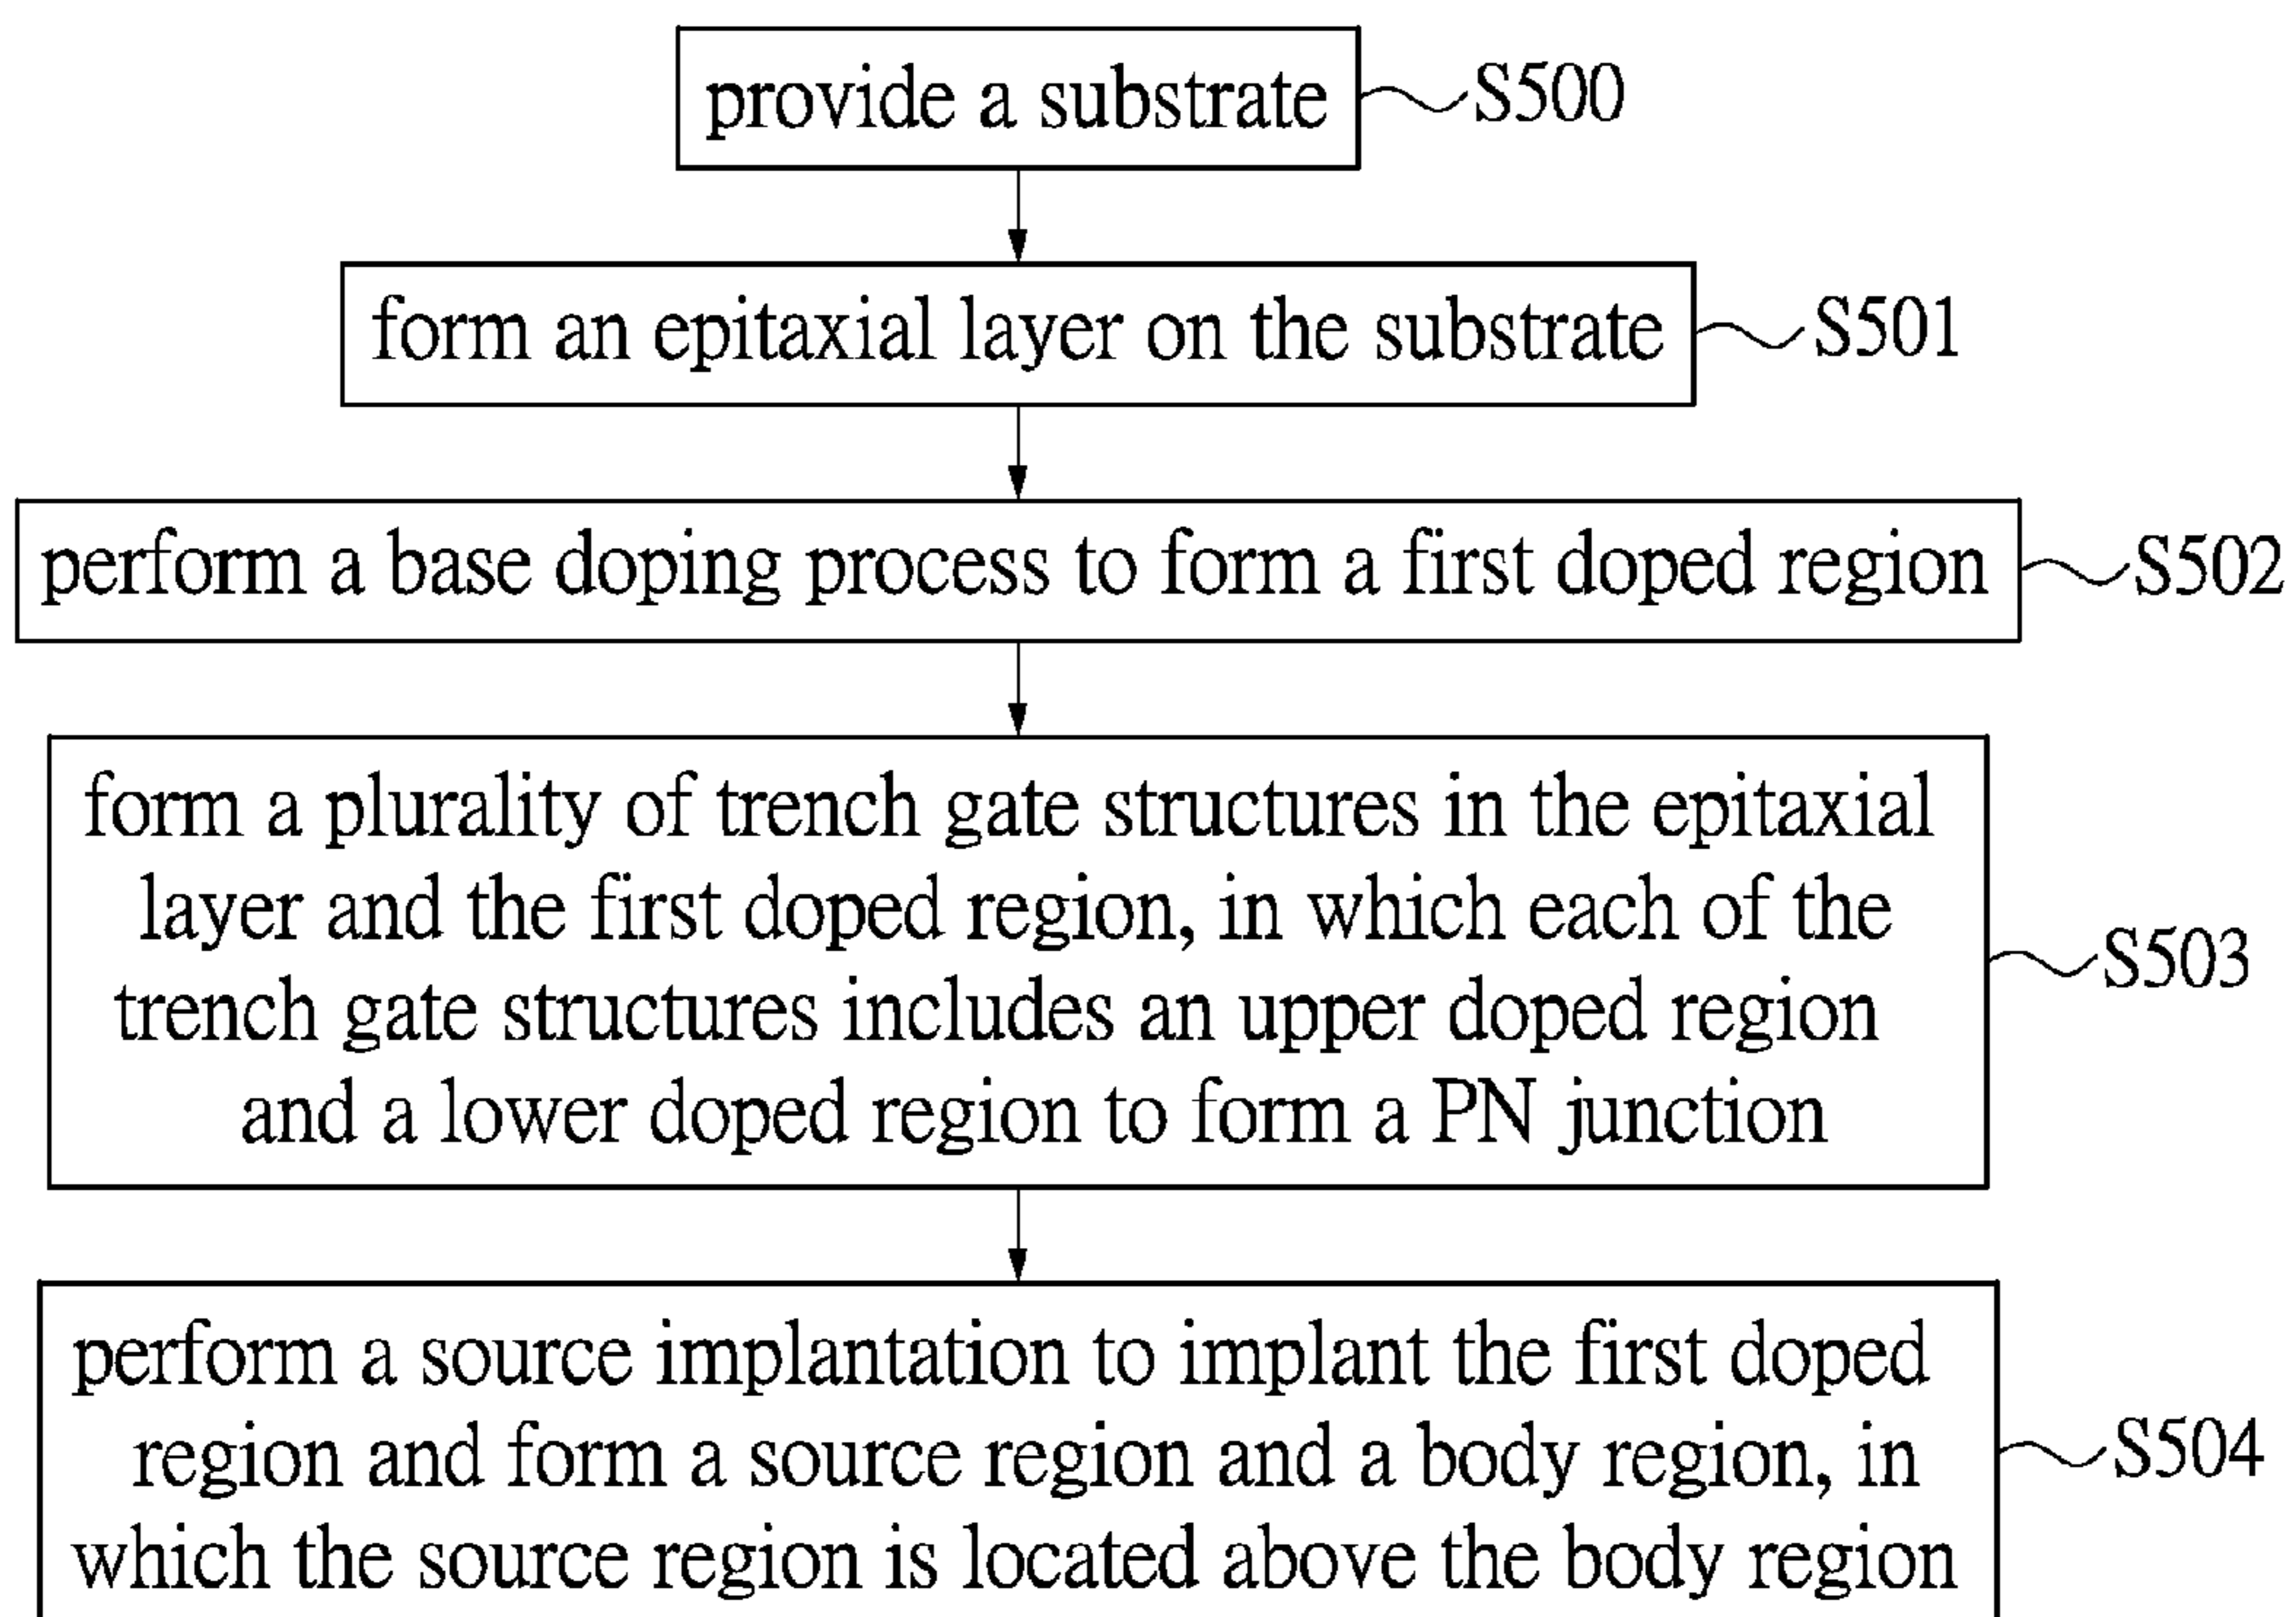 provide a substrate
S500
form an epitaxial layer on the substrate
S501
perform a base doping process to form a first doped region
S502
form a plurality of trench gate structures in the epitaxial
layer and the first doped region, in which each of the
trench gate structures includes an upper doped region
and a lower doped region to form a PN junction
S503
perform a source implantation to implant the first doped
region and form a source region and a body region, in
which the source region is located above the body region
S504